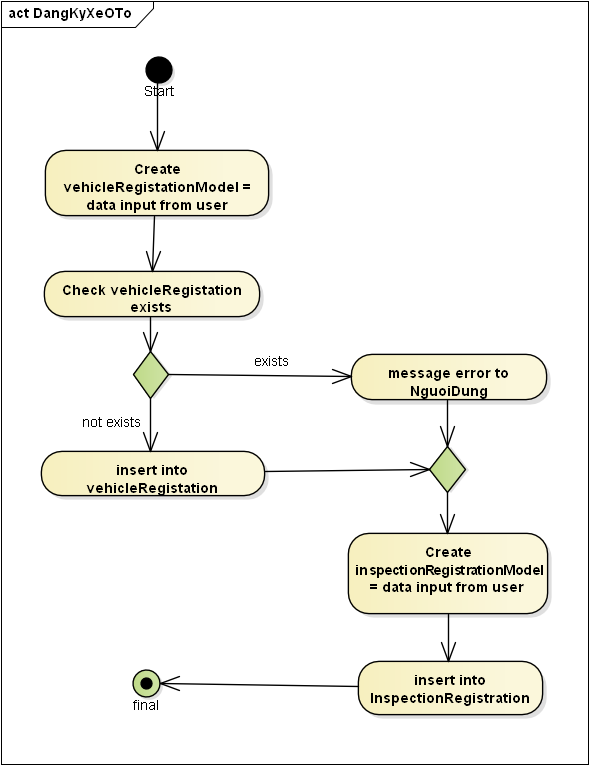 act DangKyXeOTo
Start
Create
vehicleRegistationModel =
data input from user
Check vehicleRegistation
exists
exists
message error to
NguoiDung
not exists
insert into
vehicleRegistation
Create
inspectionRegistrationModel
= data input from user
insert into
InspectionRegistration
final